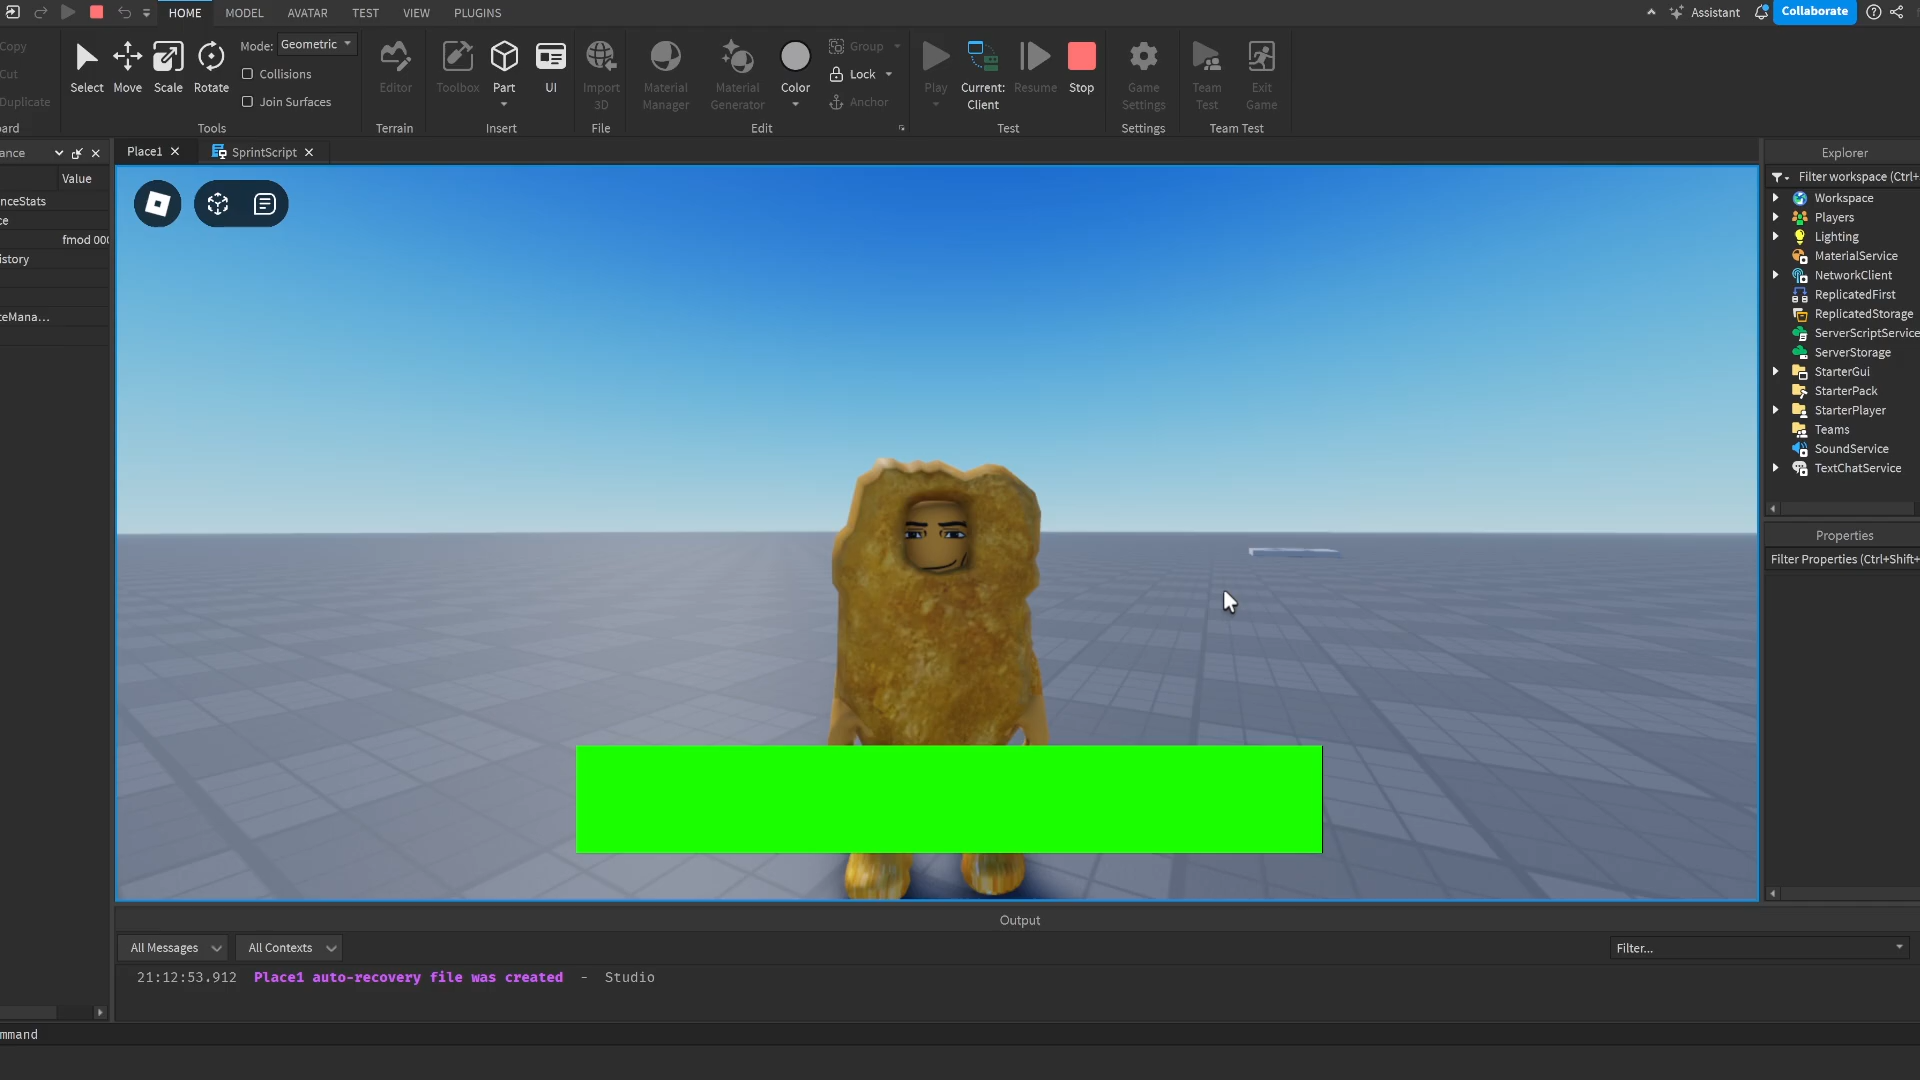 HOME MODEL AVATAR TEST VIEW PLUGINS Assistant Collaborate
Copy
Cut
Duplicate
Select Move Scale Rotate
Mode: Geometric
Collisions
Join Surfaces
Editor
Toolbox Part UI
Import
3D
Material
Manager
Material
Generator
Color
Group
Lock
Anchor
Play Current:
Client
Resume Stop
Game
Settings
Team
Test
Exit
Game
ard Tools Terrain Insert File Edit Test Settings Team Test
ance
Place1 SprintScript
Explorer
Value
nceStats
ce
fmod 000
istory
teMana...
Filter workspace (Ctrl+
Workspace
Players
Lighting
MaterialService
NetworkClient
ReplicatedFirst
ReplicatedStorage
ServerScriptService
ServerStorage
StarterGui
StarterPack
StarterPlayer
Teams
SoundService
TextChatService
Properties
Filter Properties (Ctrl+Shift+
Output
All Messages All Contexts Filter...
21:12:53.912 Place1 auto-recovery file was created - Studio
mmand